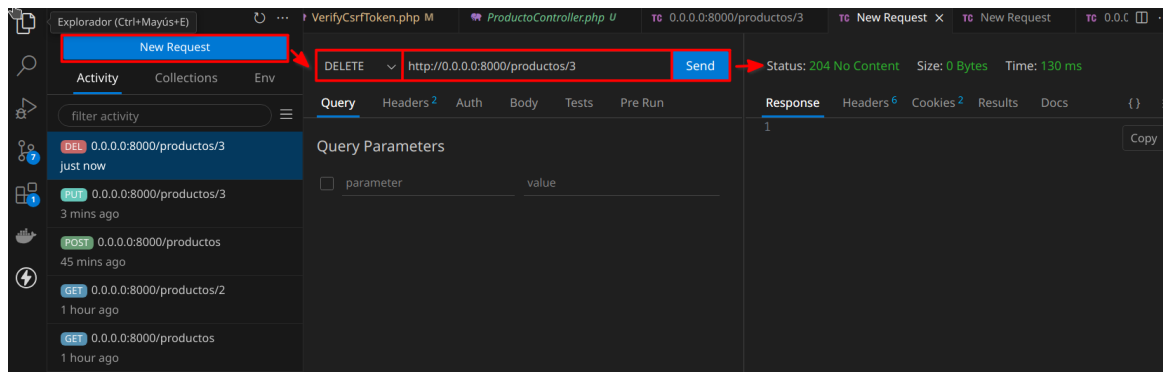 Explorador (Ctrl+Mayús+E)
VerifyCsrfToken.php M
ProductoController.php U
TC 0.0.0.0:8000/productos/3
TC New Request
TC New Request
TC 0.0.0
New Request
Activity Collections Env
filter activity
DEL 0.0.0.0:8000/productos/3
just now
PUT 0.0.0.0:8000/productos/3
3 mins ago
POST 0.0.0.0:8000/productos
45 mins ago
GET 0.0.0.0:8000/productos/2
1 hour ago
GET 0.0.0.0:8000/productos
1 hour ago
7
1
DELETE http://0.0.0.0:8000/productos/3 Send
Query Headers 2 Auth Body Tests Pre Run
Query Parameters
parameter value
Status: 204 No Content Size: 0 Bytes Time: 130 ms
Response Headers 6 Cookies 2 Results Docs {}
1
Copy